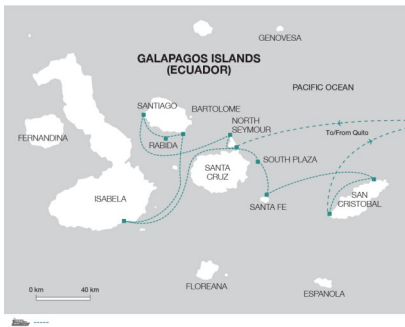 GENOVESA
GALAPAGOS ISLANDS
(ECUADOR)
PACIFIC OCEAN
SANTIAGO
BARTOLOME
NORTH
SEYMOUR
To/From Quito
FERNANDINA
RABIDA
SOUTH PLAZA
SANTA
CRUZ
ISABELA
SANTA FE
SAN
CRISTOBAL
FLOREANA
ESPANOLA
0 km
40 km